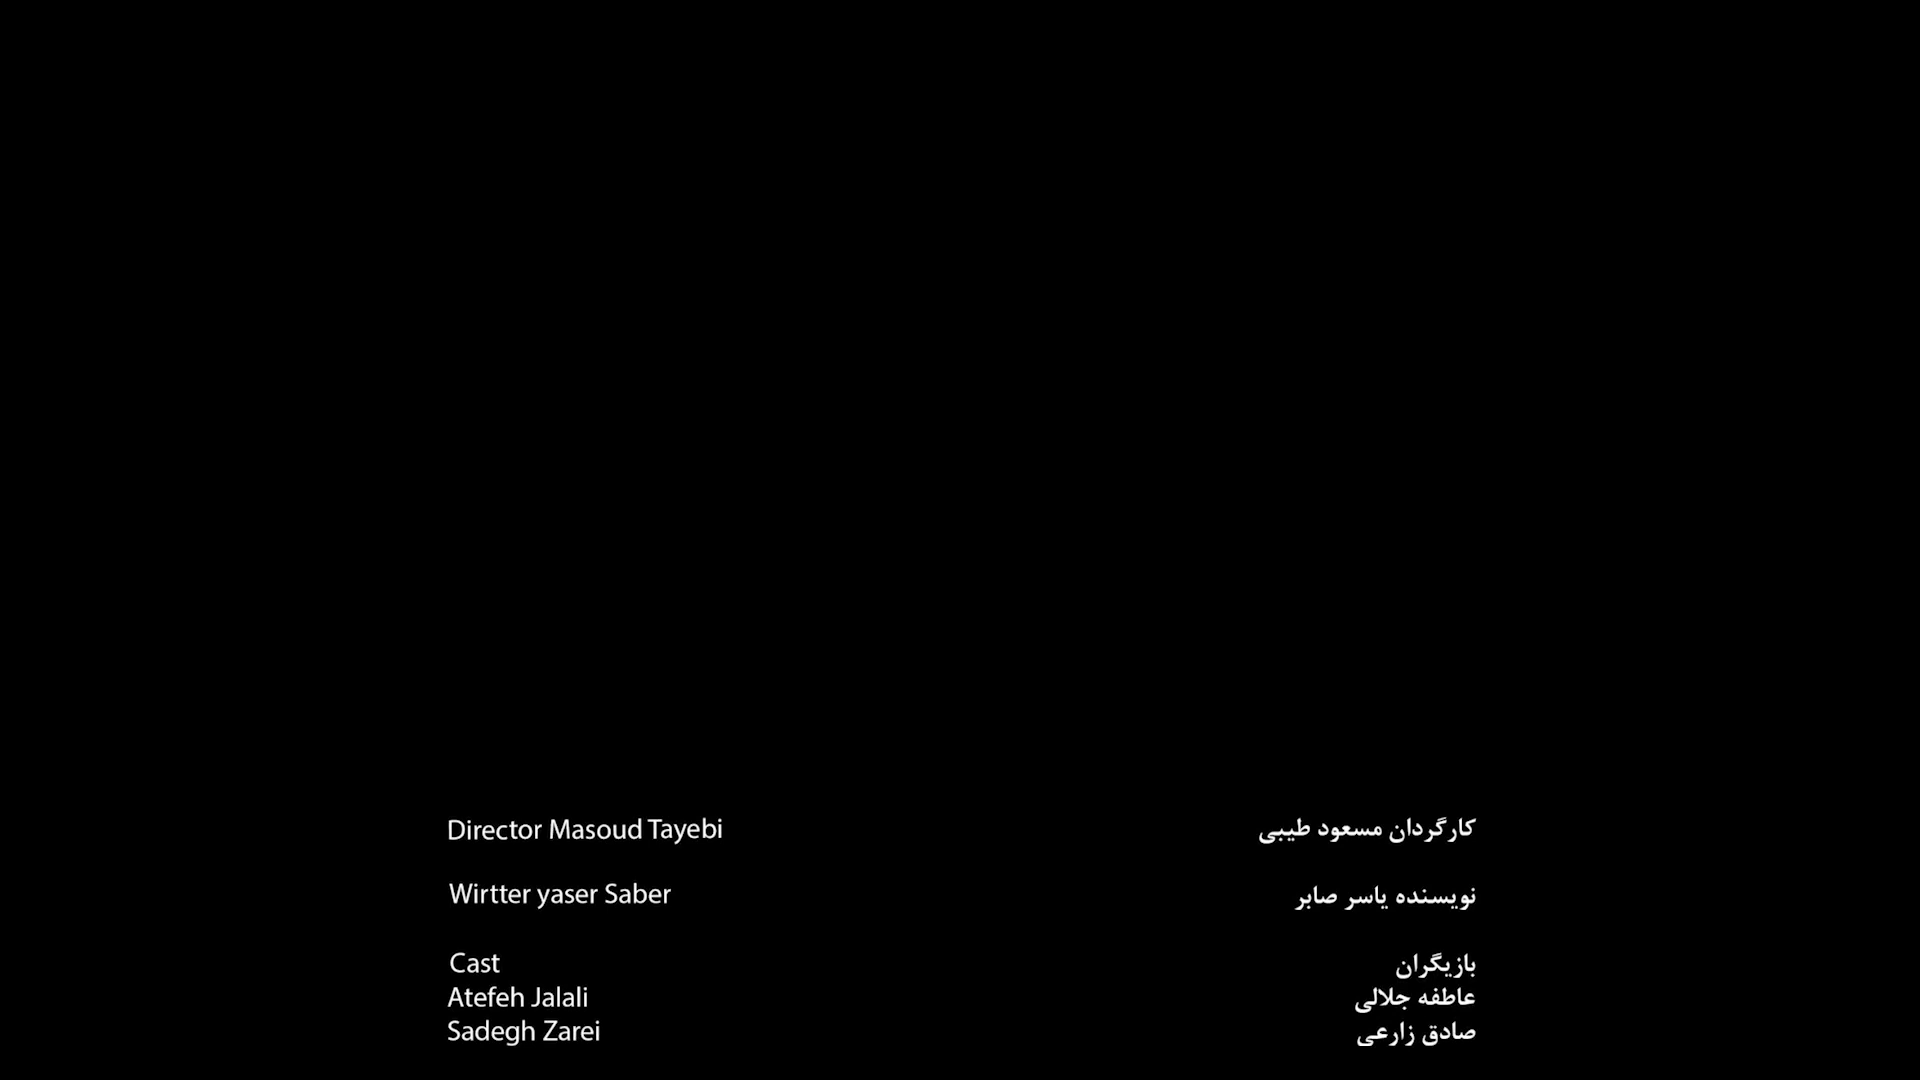 Director Masoud Tayebi
کارگردان مسعود طیبی
Wirtter yaser Saber
نویسنده یاسر صابر
Cast
بازیگران
Atefeh Jalali
عاطفه جلالی
Sadegh Zarei
صادق زارعی